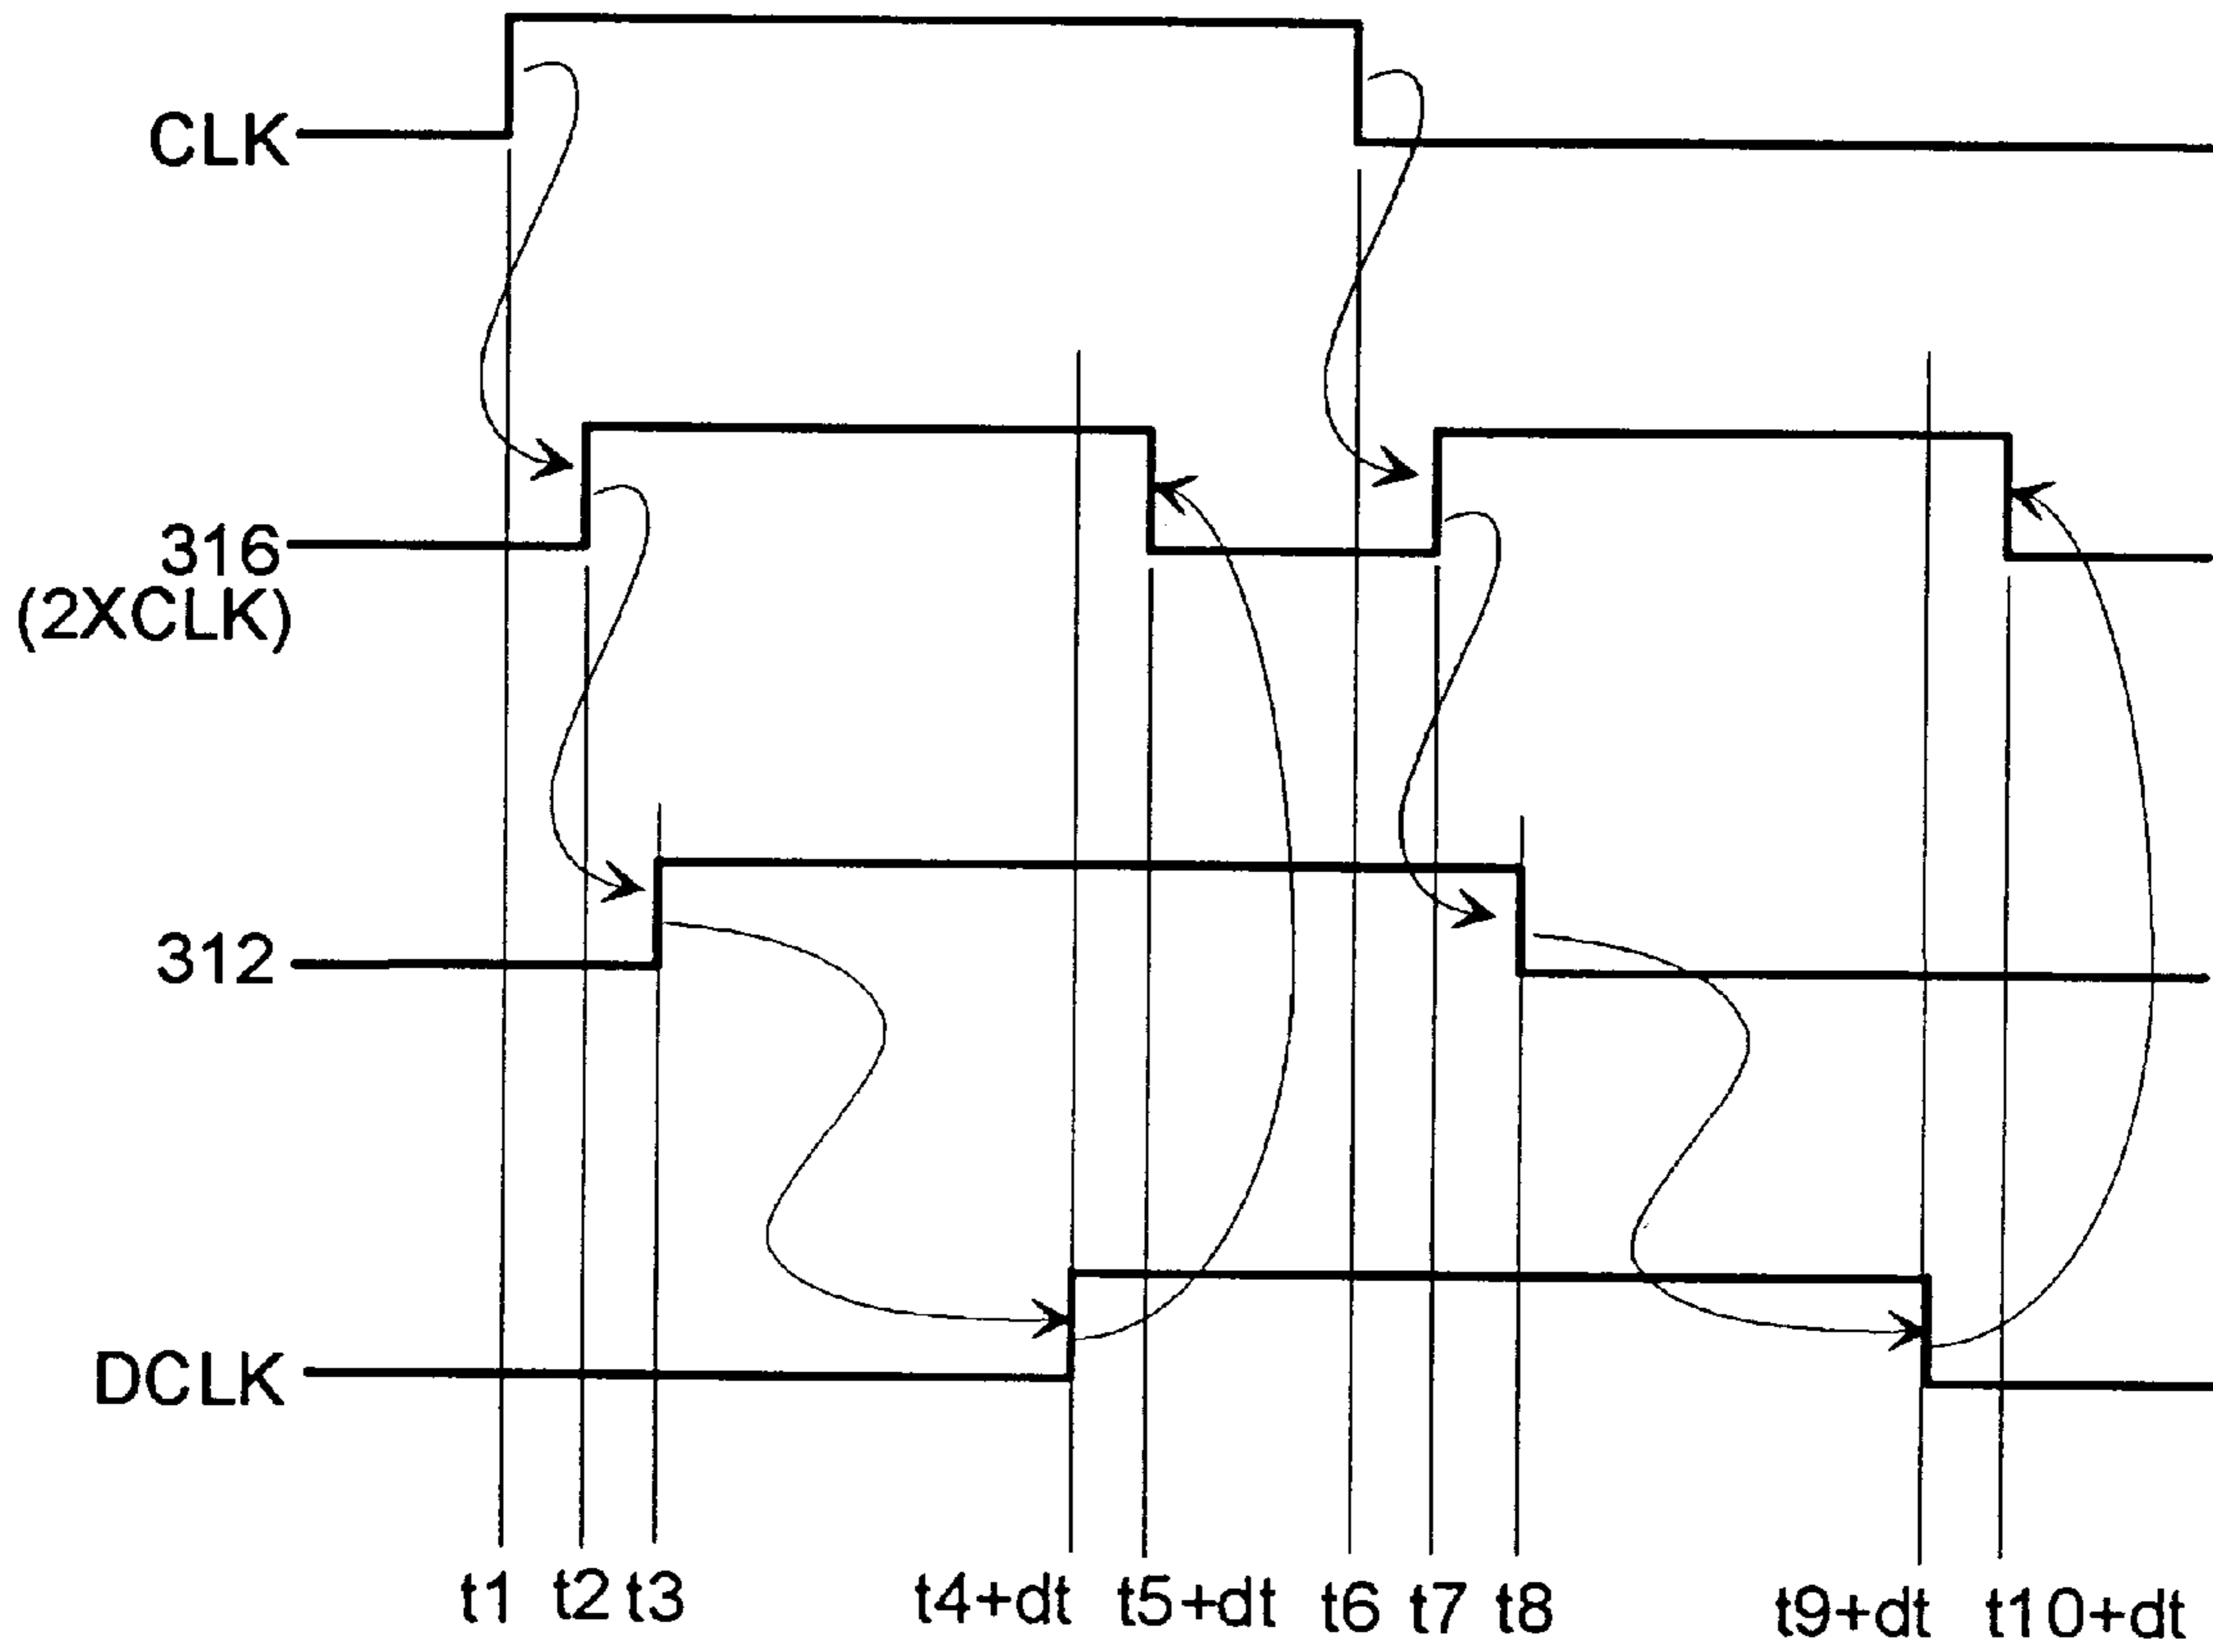 CLK
316
(2XCLK)
312
DCLK
t1 t2 t3 t4+dt t5+dt t6 t7 t8 t9+dt t10+dt